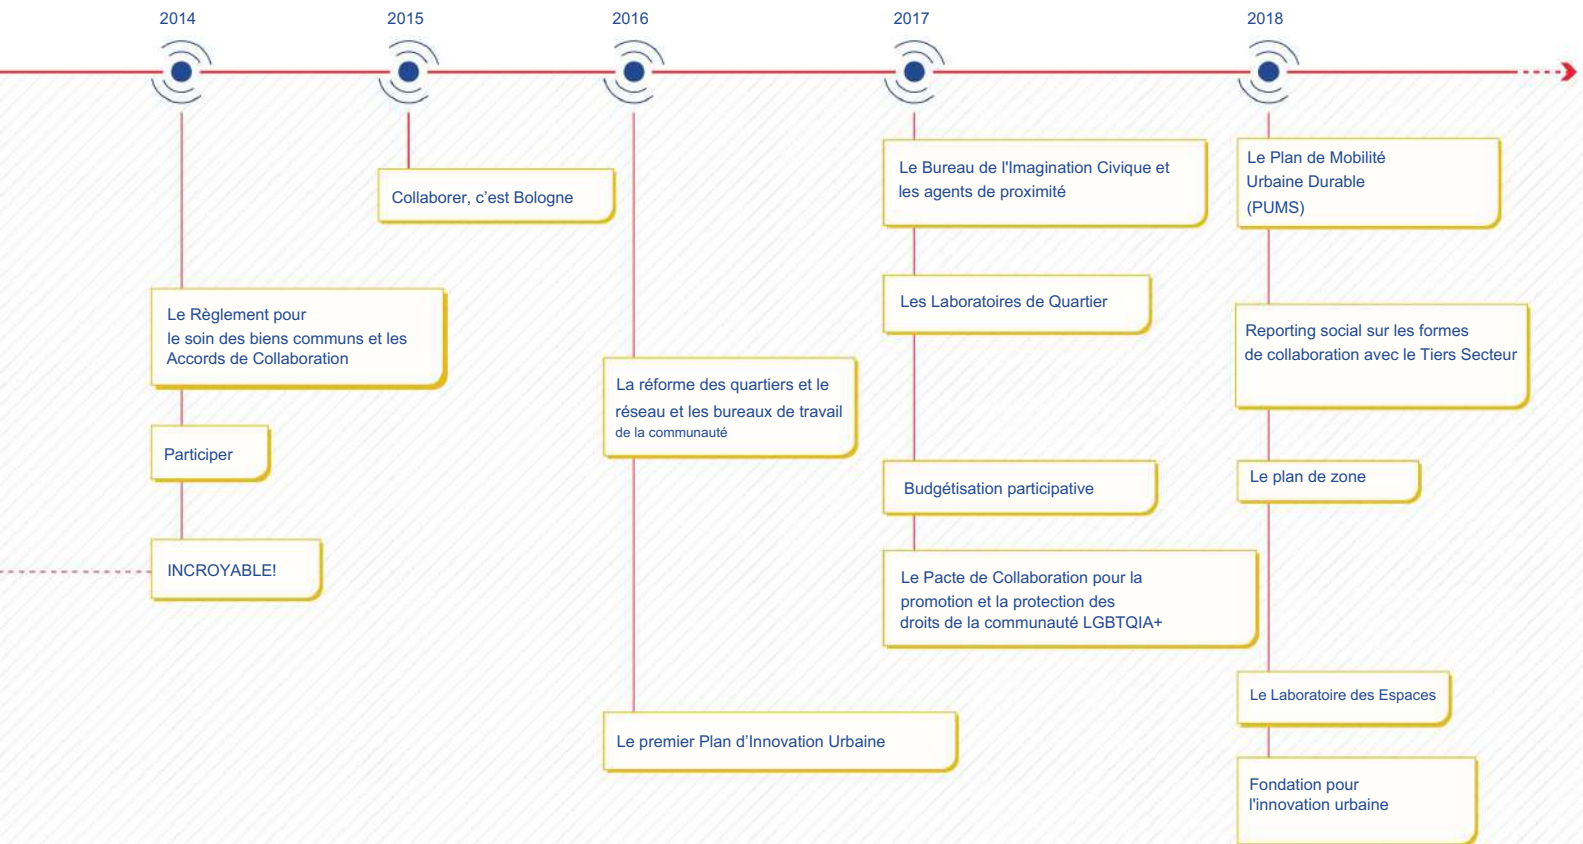 2014
2015
2016
2017
2018
Le Règlement pour
le soin des biens communs et les
Accords de Collaboration
Participer
INCROYABLE!
Collaborer, c’est Bologne
La réforme des quartiers et le
réseau et les bureaux de travail
de la communauté
Le premier Plan d’Innovation Urbaine
Le Bureau de l'Imagination Civique et
les agents de proximité
Les Laboratoires de Quartier
Budgétisation participative
Le Pacte de Collaboration pour la
promotion et la protection des
droits de la communauté LGBTQIA+
Le Plan de Mobilité
Urbaine Durable
(PUMS)
Reporting social sur les formes
de collaboration avec le Tiers Secteur
Le plan de zone
Le Laboratoire des Espaces
Fondation pour
l'innovation urbaine